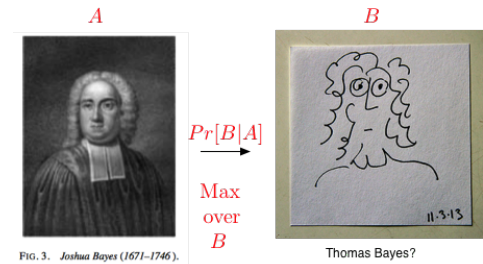 A
B
Pr[B|A]
Max
over
B
11.3.13
FIG. 3. Joshua Bayes (1671–1746).
Thomas Bayes?